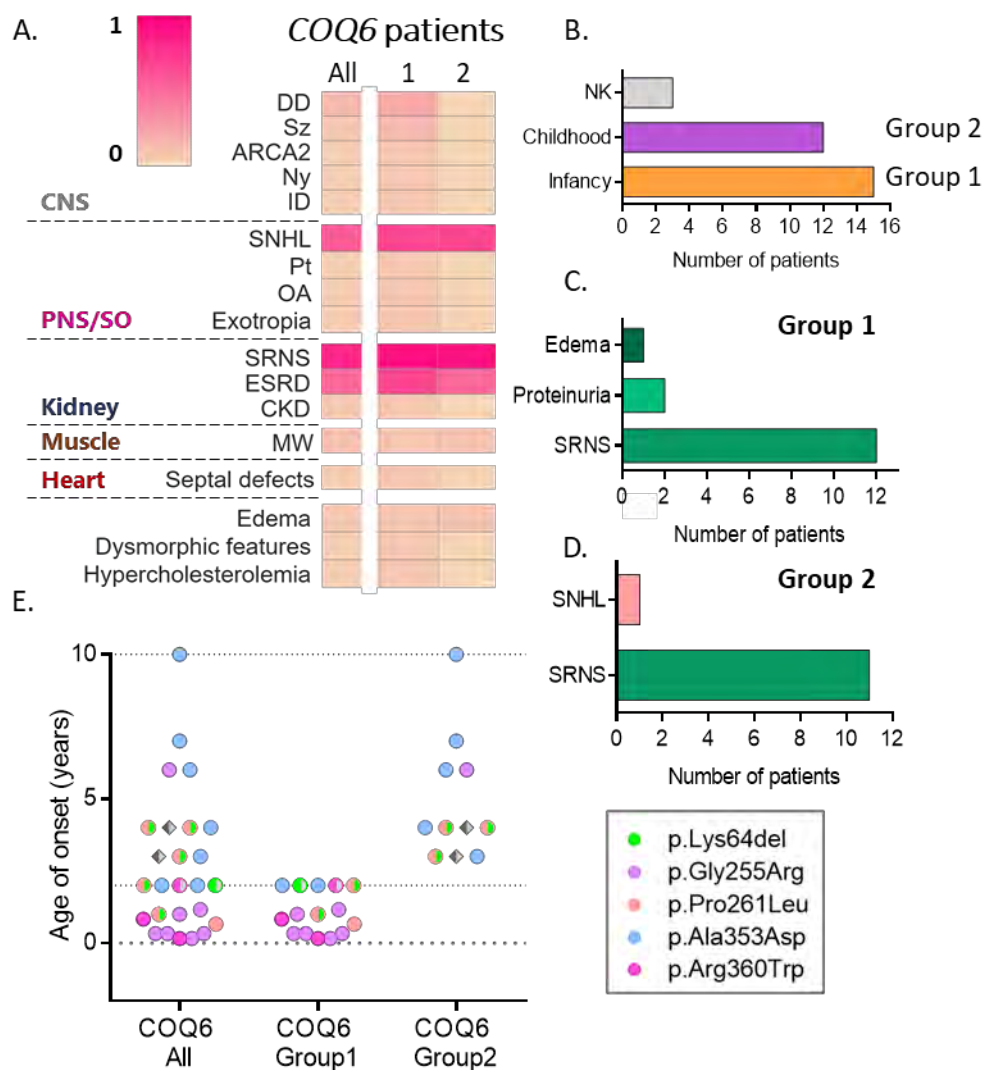 A.
1
0
COQ6 patients
All 1 2
DD
Sz
ARCA2
Ny
ID
CNS
SNHL
Pt
OA
Exotropia
PNS/SO
SRNS
ESRD
CKD
Kidney
Muscle
MW
Heart
Septal defects
Edema
Dysmorphic features
Hypercholesterolemia
B.
NK
Childhood
Group 2
Infancy
Group 1
0 2 4 6 8 10 12 14 16
Number of patients
C.
Group 1
Edema
Proteinuria
SRNS
0 2 4 6 8 10 12
Number of patients
D.
Group 2
SNHL
SRNS
0 2 4 6 8 10 12
Number of patients
E.
Age of onset (years)
10
5
0
COQ6 All
COQ6 Group1
COQ6 Group2
p.Lys64del
p.Gly255Arg
p.Pro261Leu
p.Ala353Asp
p.Arg360Trp